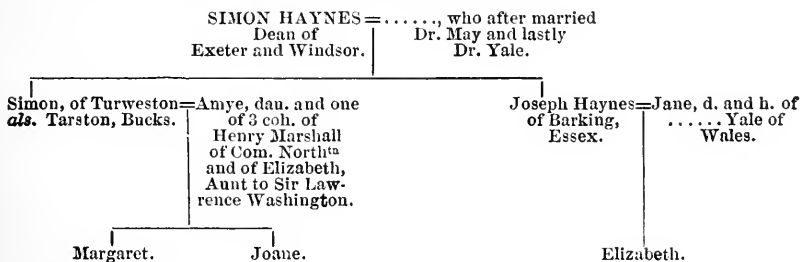 SIMON HAYNES=......, who after married
Dean of Dr. May and lastly
Exeter and Windsor. Dr. Yale.
Simon, of Turweston=Amye, dau. and one
als. Tarston, Bucks. of 3 coh. of
Henry Marshall
of Com. Northtn
and of Elizabeth,
Aunt to Sir Law-
rence Washington.
Joseph Haynes=Jane, d. and h. of
of Barking, ...... Yale of
Essex. Wales.
Margaret. Joane. Elizabeth.